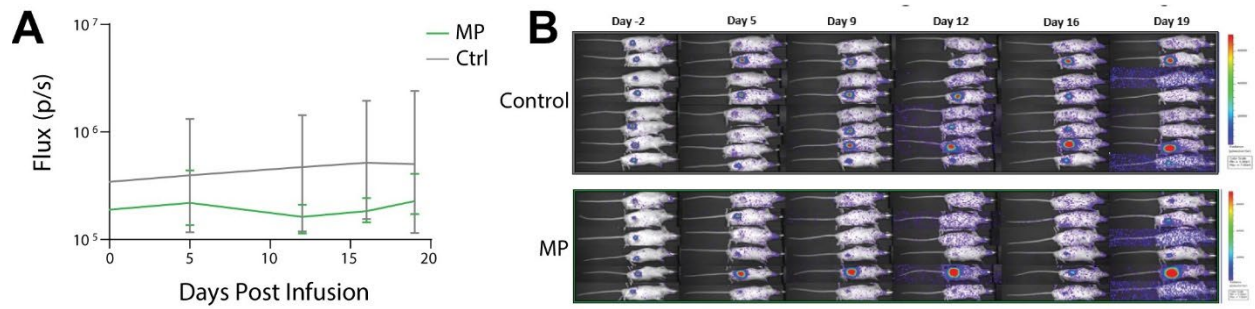 A
10⁷
10⁶
10⁵
Flux (p/s)
MP
Ctrl
0 5 10 15 20
Days Post Infusion
B
Day -2 Day 5 Day 9 Day 12 Day 16 Day 19
Control
MP